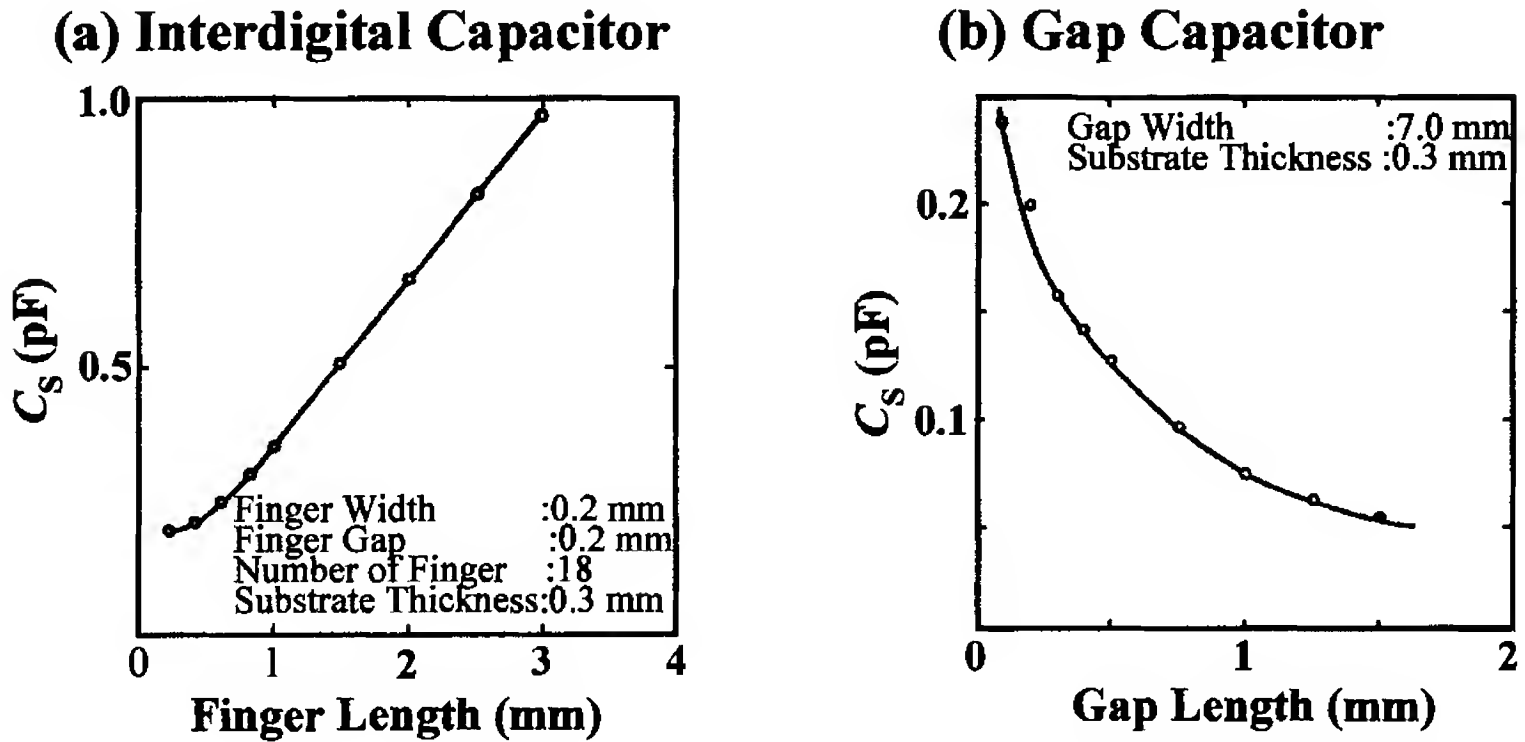 (a) Interdigital Capacitor
1.0
0.5
C_S (pF)
Finger Width :0.2 mm
Finger Gap :0.2 mm
Number of Finger :18
Substrate Thickness:0.3 mm
0 1 2 3 4
Finger Length (mm)
(b) Gap Capacitor
Gap Width :7.0 mm
Substrate Thickness :0.3 mm
0.2
0.1
C_S (pF)
0 1 2
Gap Length (mm)